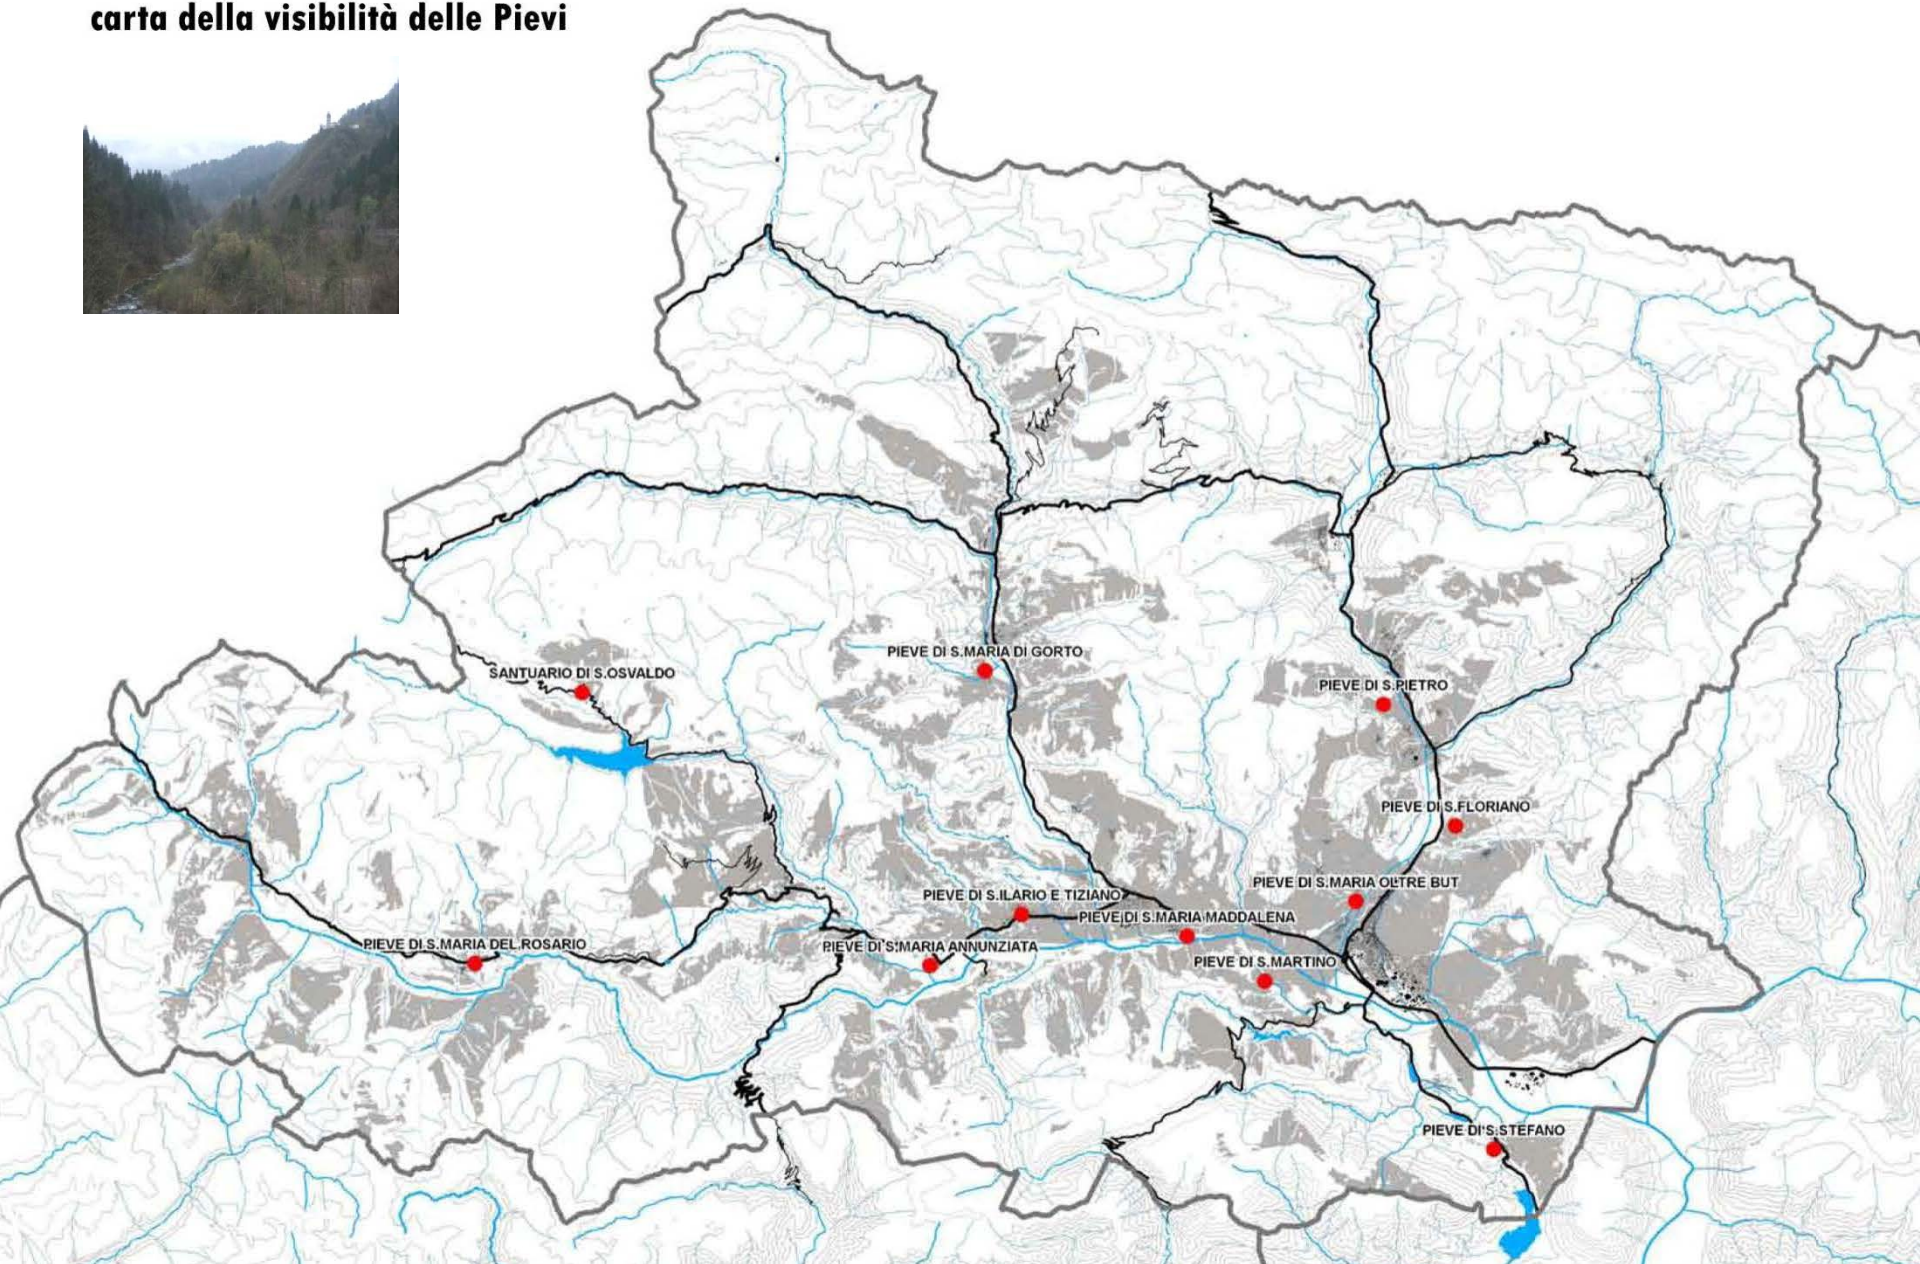 carta della visibilità delle Pievi
PIEVE DI S.MARIA DI GORTO
SANTUARIO DI S.OSVALDO
PIEVE DI S.PIETRO
PIEVE DI S.FLORIANO
PIEVE DI S.MARIA OLTRE BUT
PIEVE DI S.ILARIO E TIZIANO
PIEVE DI S.MARIA MADDALENA
PIEVE DI S.MARIA DEL ROSARIO
PIEVE DI S.MARIA ANNUNZIATA
PIEVE DI S.MARTINO
PIEVE DI S.STEFANO